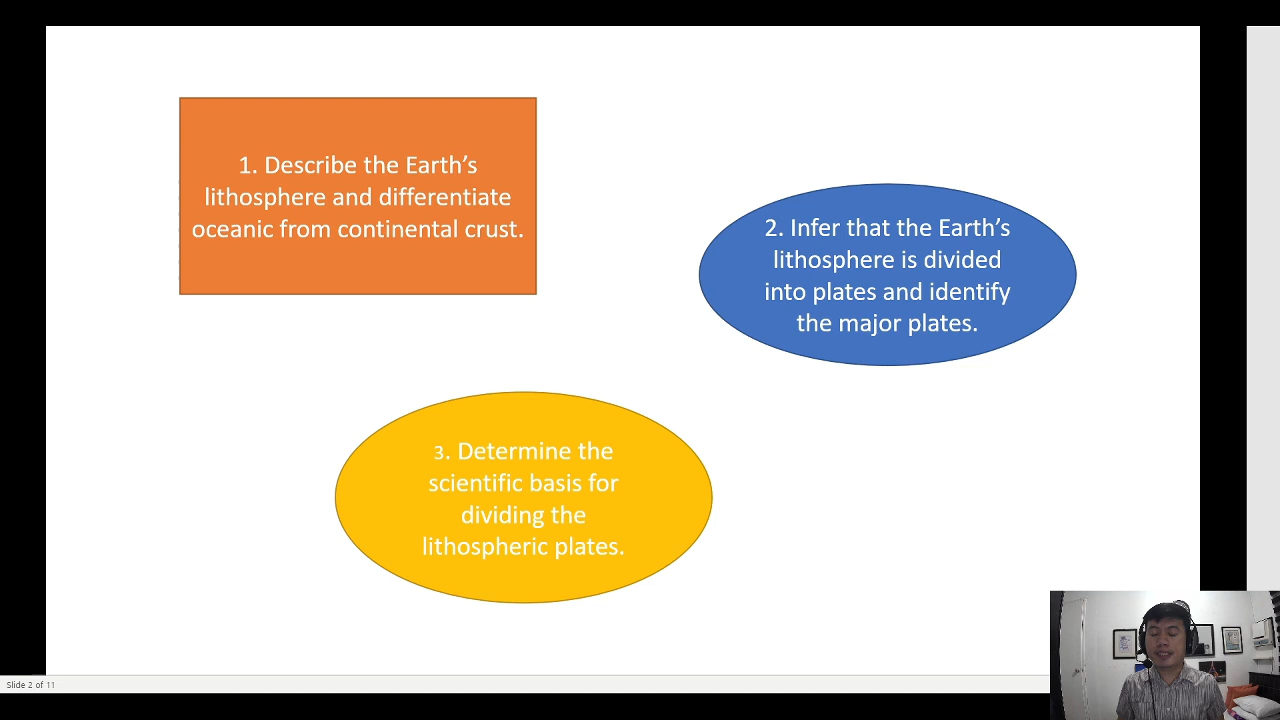 1. Describe the Earth’s
lithosphere and differentiate
oceanic from continental crust.
2. Infer that the Earth’s
lithosphere is divided
into plates and identify
the major plates.
3. Determine the
scientific basis for
dividing the
lithospheric plates.
Slide 2 of 11